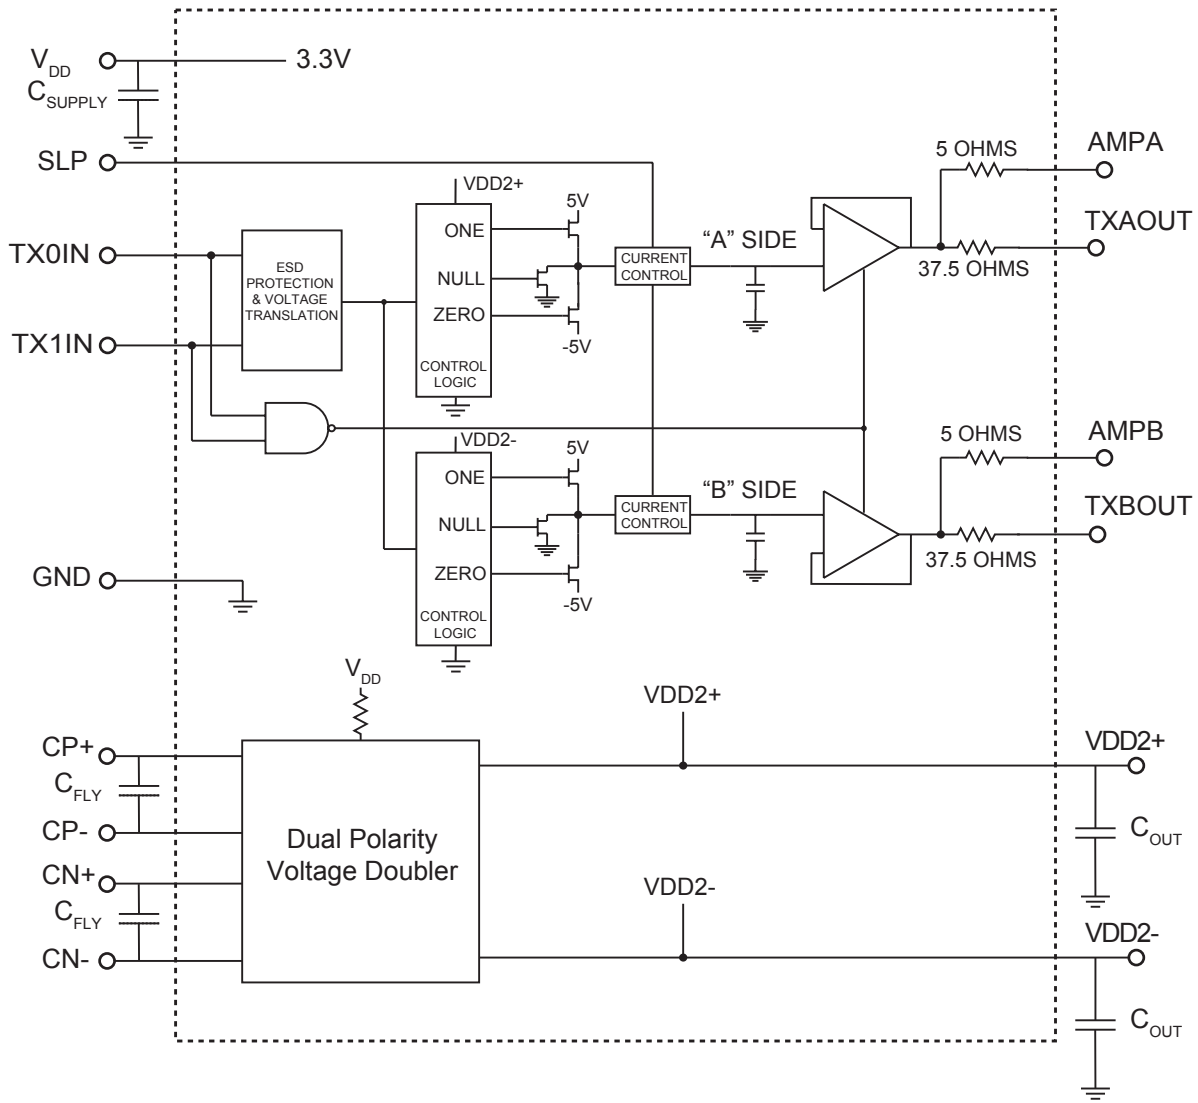 VDD
3.3V
CSUPPLY
SLP
TX0IN
TX1IN
GND
ESD
PROTECTION
& VOLTAGE
TRANSLATION
VDD2+
ONE
NULL
ZERO
CONTROL
LOGIC
5V
-5V
CURRENT
CONTROL
“A” SIDE
5 OHMS
37.5 OHMS
AMPA
TXAOUT
VDD2-
ONE
NULL
ZERO
CONTROL
LOGIC
5V
-5V
CURRENT
CONTROL
“B” SIDE
5 OHMS
37.5 OHMS
AMPB
TXBOUT
VDD
CP+
CFLY
CP-
CN+
CFLY
CN-
Dual Polarity
Voltage Doubler
VDD2+
VDD2-
VDD2+
COUT
VDD2-
COUT